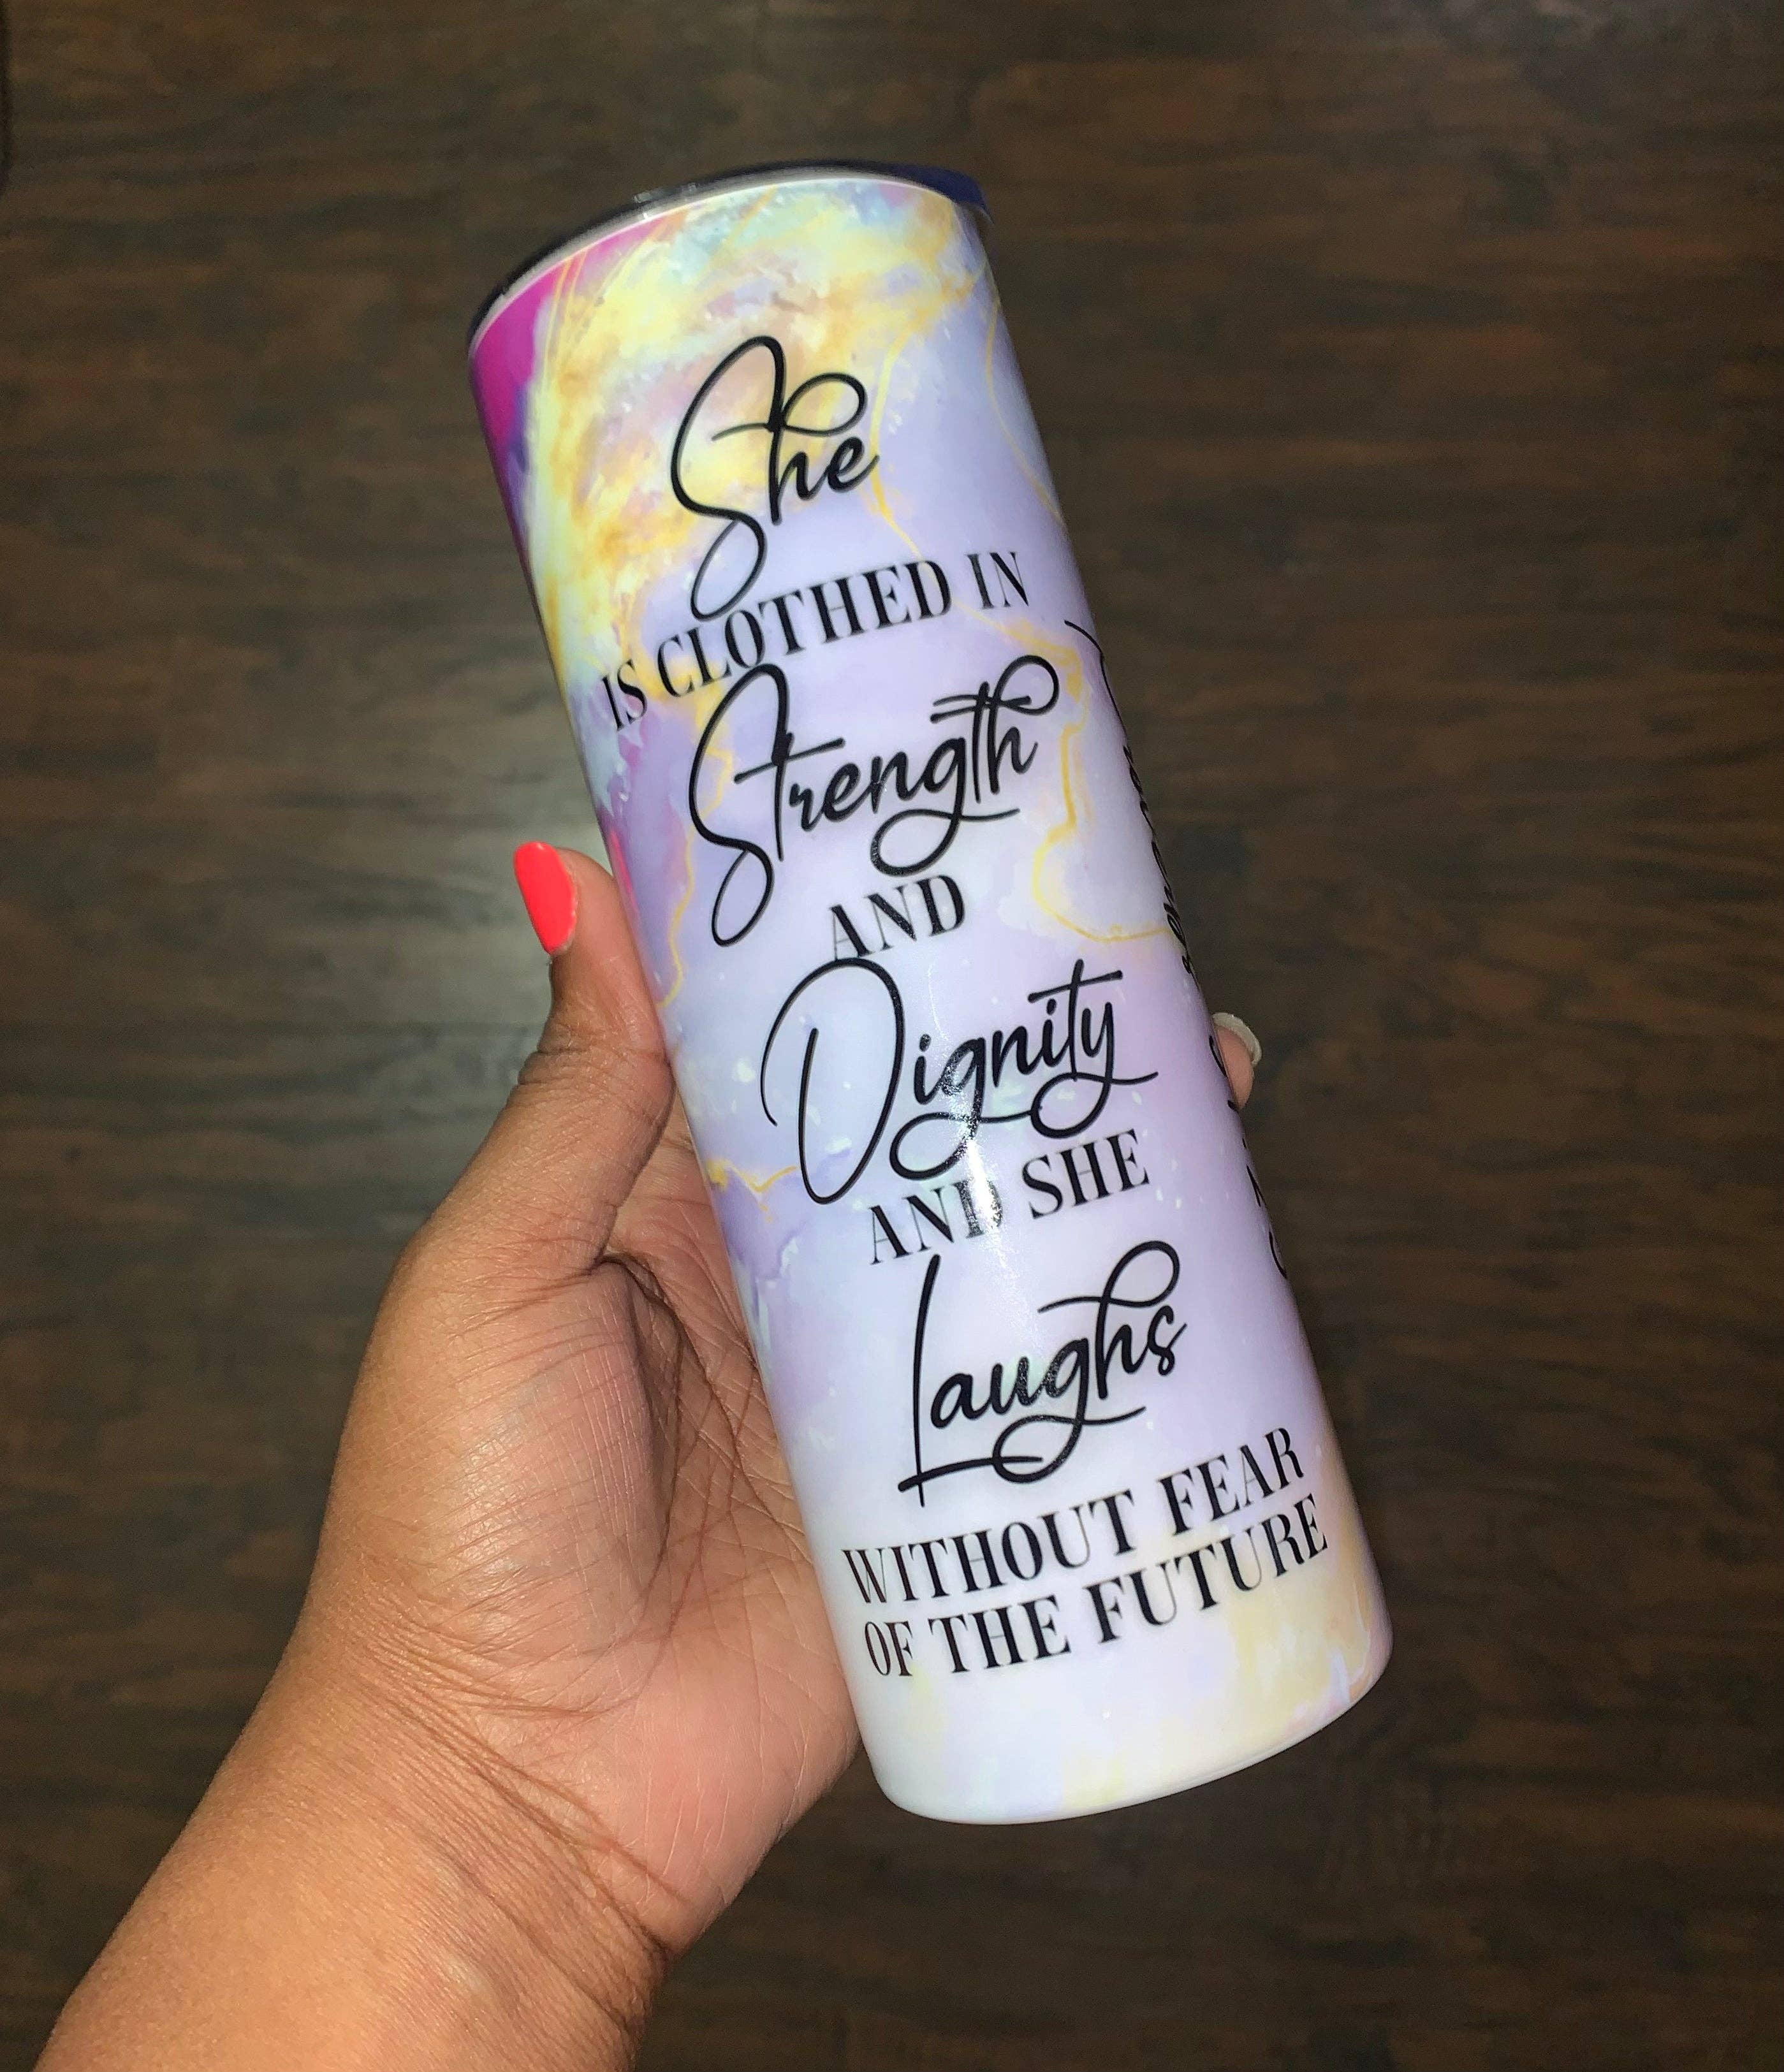 She
IS CLOTHED IN
Strength
AND
Dignity
AND SHE
Laughs
WITHOUT FEAR
OF THE FUTURE